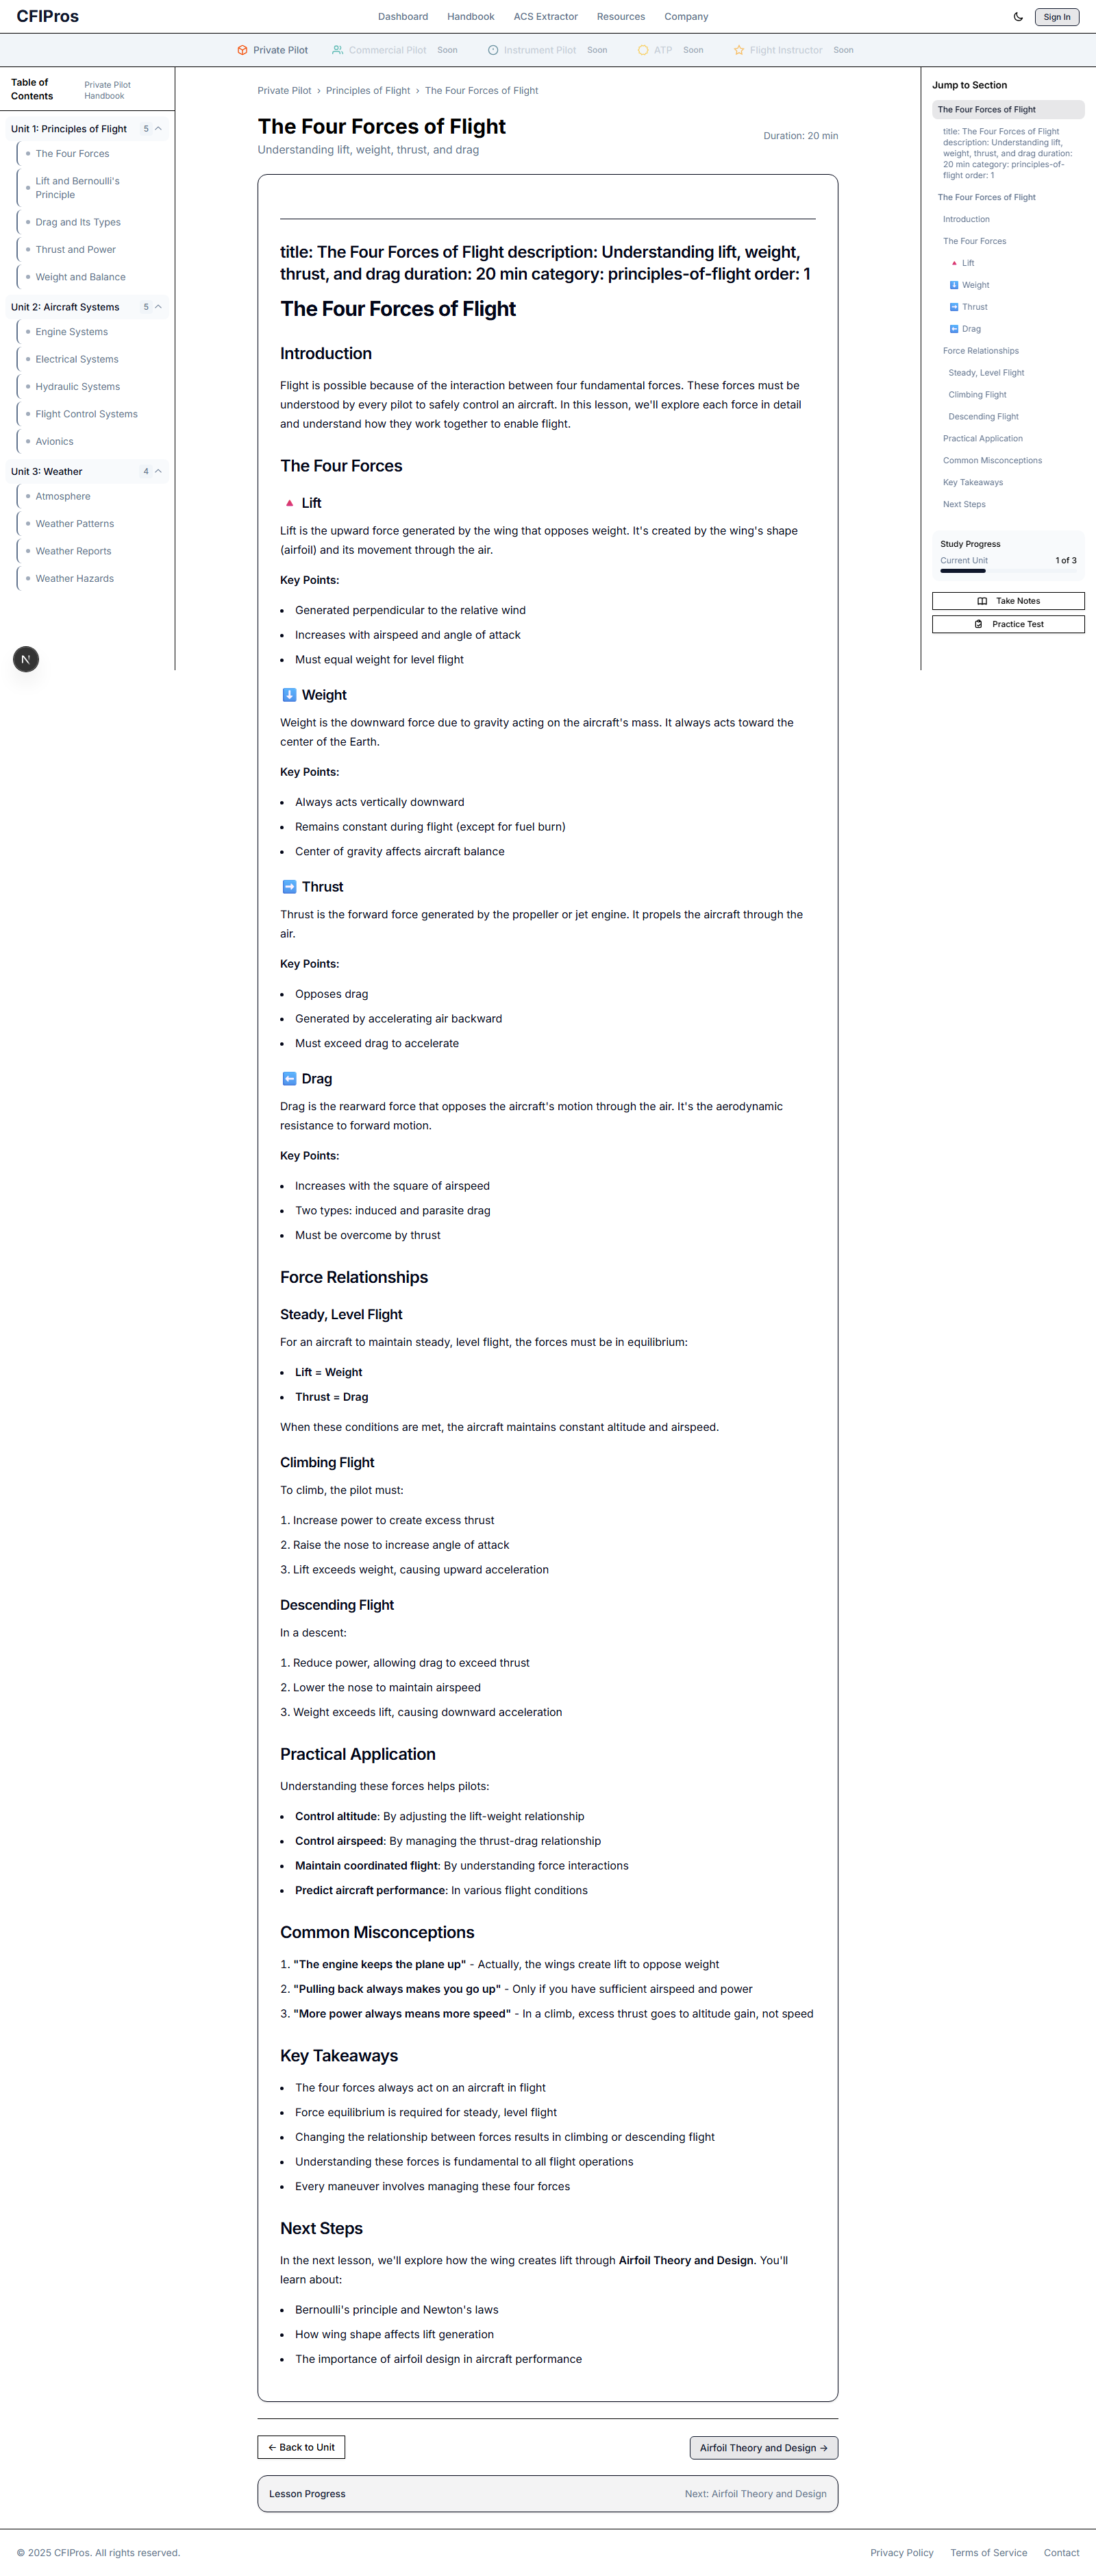 CFIPros
Dashboard Handbook ACS Extractor Resources Company
Sign In
Private Pilot Commercial Pilot Soon Instrument Pilot Soon ATP Soon Flight Instructor Soon
Table of Contents
Private Pilot Handbook
Unit 1: Principles of Flight 5
The Four Forces
Lift and Bernoulli's
Principle
Drag and Its Types
Thrust and Power
Weight and Balance
Unit 2: Aircraft Systems 5
Engine Systems
Electrical Systems
Hydraulic Systems
Flight Control Systems
Avionics
Unit 3: Weather 4
Atmosphere
Weather Patterns
Weather Reports
Weather Hazards
N
Private Pilot › Principles of Flight › The Four Forces of Flight
The Four Forces of Flight
Understanding lift, weight, thrust, and drag
Duration: 20 min
title: The Four Forces of Flight description: Understanding lift, weight,
thrust, and drag duration: 20 min category: principles-of-flight order: 1
The Four Forces of Flight
Introduction
Flight is possible because of the interaction between four fundamental forces. These forces must be
understood by every pilot to safely control an aircraft. In this lesson, we'll explore each force in detail
and understand how they work together to enable flight.
The Four Forces
🔺 Lift
Lift is the upward force generated by the wing that opposes weight. It's created by the wing's shape
(airfoil) and its movement through the air.
Key Points:
• Generated perpendicular to the relative wind
• Increases with airspeed and angle of attack
• Must equal weight for level flight
⬇️ Weight
Weight is the downward force due to gravity acting on the aircraft's mass. It always acts toward the
center of the Earth.
Key Points:
• Always acts vertically downward
• Remains constant during flight (except for fuel burn)
• Center of gravity affects aircraft balance
➡️ Thrust
Thrust is the forward force generated by the propeller or jet engine. It propels the aircraft through the
air.
Key Points:
• Opposes drag
• Generated by accelerating air backward
• Must exceed drag to accelerate
⬅️ Drag
Drag is the rearward force that opposes the aircraft's motion through the air. It's the aerodynamic
resistance to forward motion.
Key Points:
• Increases with the square of airspeed
• Two types: induced and parasite drag
• Must be overcome by thrust
Force Relationships
Steady, Level Flight
For an aircraft to maintain steady, level flight, the forces must be in equilibrium:
• Lift = Weight
• Thrust = Drag
When these conditions are met, the aircraft maintains constant altitude and airspeed.
Climbing Flight
To climb, the pilot must:
1. Increase power to create excess thrust
2. Raise the nose to increase angle of attack
3. Lift exceeds weight, causing upward acceleration
Descending Flight
In a descent:
1. Reduce power, allowing drag to exceed thrust
2. Lower the nose to maintain airspeed
3. Weight exceeds lift, causing downward acceleration
Practical Application
Understanding these forces helps pilots:
• Control altitude: By adjusting the lift-weight relationship
• Control airspeed: By managing the thrust-drag relationship
• Maintain coordinated flight: By understanding force interactions
• Predict aircraft performance: In various flight conditions
Common Misconceptions
1. "The engine keeps the plane up" - Actually, the wings create lift to oppose weight
2. "Pulling back always makes you go up" - Only if you have sufficient airspeed and power
3. "More power always means more speed" - In a climb, excess thrust goes to altitude gain, not speed
Key Takeaways
• The four forces always act on an aircraft in flight
• Force equilibrium is required for steady, level flight
• Changing the relationship between forces results in climbing or descending flight
• Understanding these forces is fundamental to all flight operations
• Every maneuver involves managing these four forces
Next Steps
In the next lesson, we'll explore how the wing creates lift through Airfoil Theory and Design. You'll
learn about:
• Bernoulli's principle and Newton's laws
• How wing shape affects lift generation
• The importance of airfoil design in aircraft performance
← Back to Unit
Airfoil Theory and Design →
Lesson Progress
Next: Airfoil Theory and Design
Jump to Section
The Four Forces of Flight
title: The Four Forces of Flight
description: Understanding lift,
weight, thrust, and drag duration:
20 min category: principles-of-
flight order: 1
The Four Forces of Flight
Introduction
The Four Forces
🔺 Lift
⬇️ Weight
➡️ Thrust
⬅️ Drag
Force Relationships
Steady, Level Flight
Climbing Flight
Descending Flight
Practical Application
Common Misconceptions
Key Takeaways
Next Steps
Study Progress
Current Unit 1 of 3
Take Notes
Practice Test
© 2025 CFIPros. All rights reserved.
Privacy Policy Terms of Service Contact